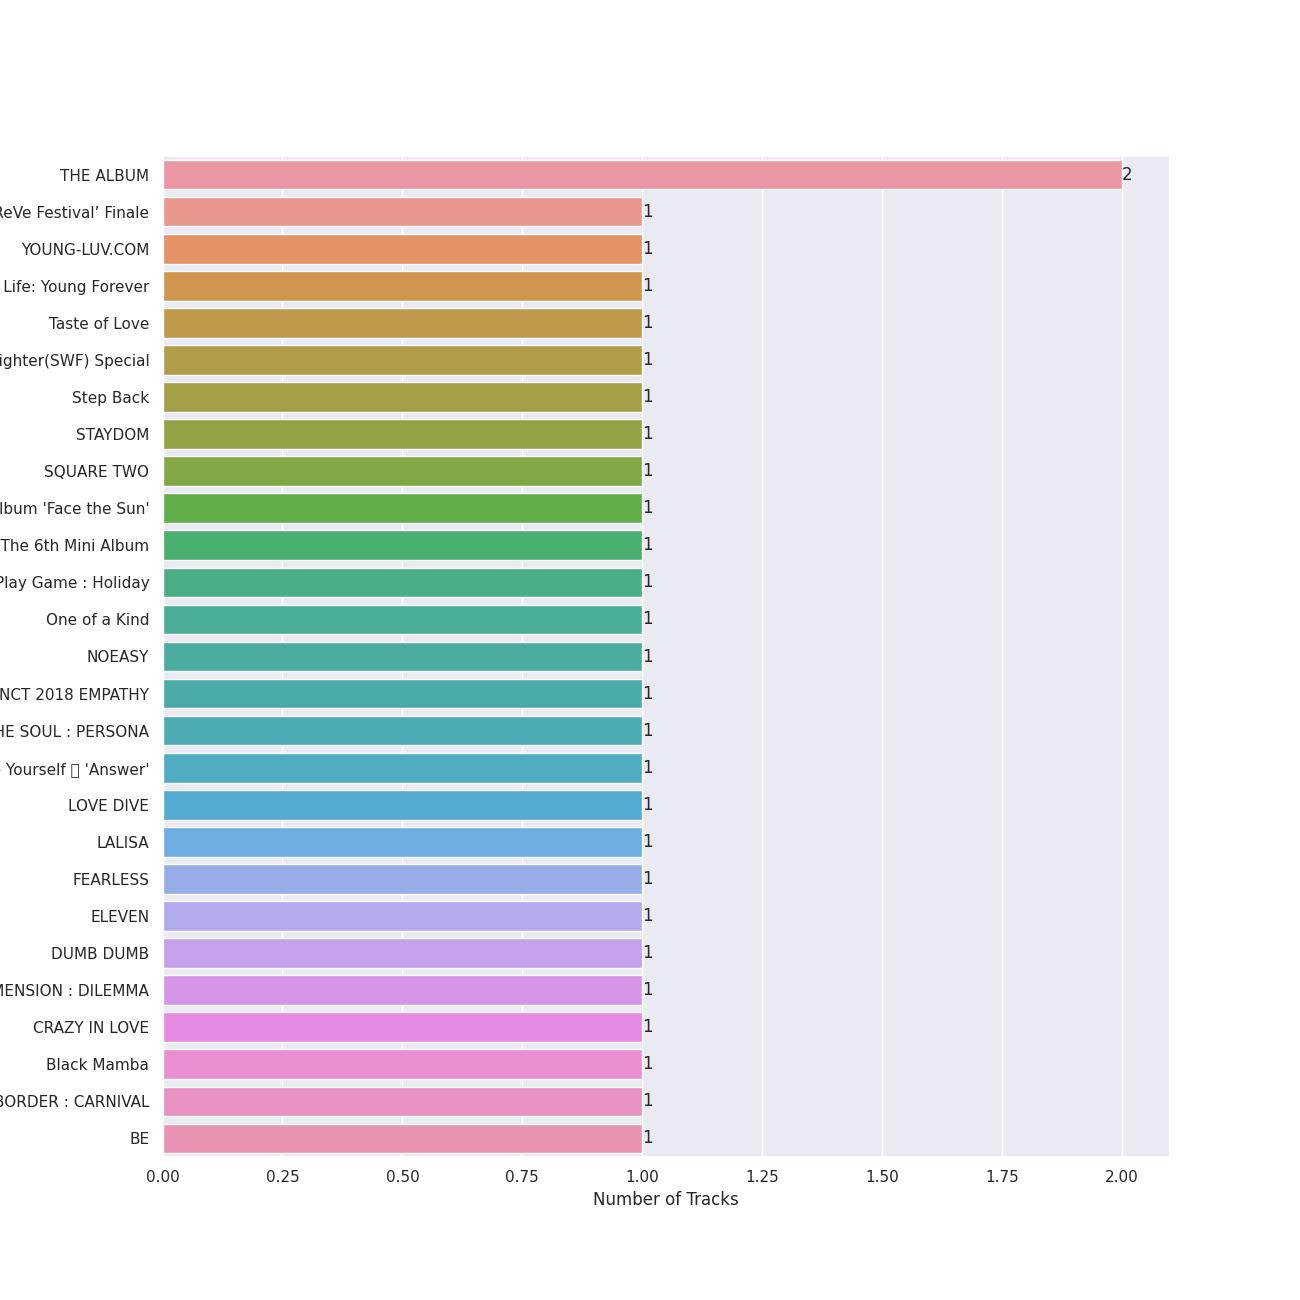 THE ALBUM 2
ReVe Festival’ Finale 1
YOUNG-LUV.COM 1
Life: Young Forever 1
Taste of Love 1
ighter(SWF) Special 1
Step Back 1
STAYDOM 1
SQUARE TWO 1
lbum 'Face the Sun' 1
The 6th Mini Album 1
Play Game : Holiday 1
One of a Kind 1
NOEASY 1
NCT 2018 EMPATHY 1
HE SOUL : PERSONA 1
Yourself 'Answer' 1
LOVE DIVE 1
LALISA 1
FEARLESS 1
ELEVEN 1
DUMB DUMB 1
MENSION : DILEMMA 1
CRAZY IN LOVE 1
Black Mamba 1
BORDER : CARNIVAL 1
BE 1
0.00 0.25 0.50 0.75 1.00 1.25 1.50 1.75 2.00
Number of Tracks